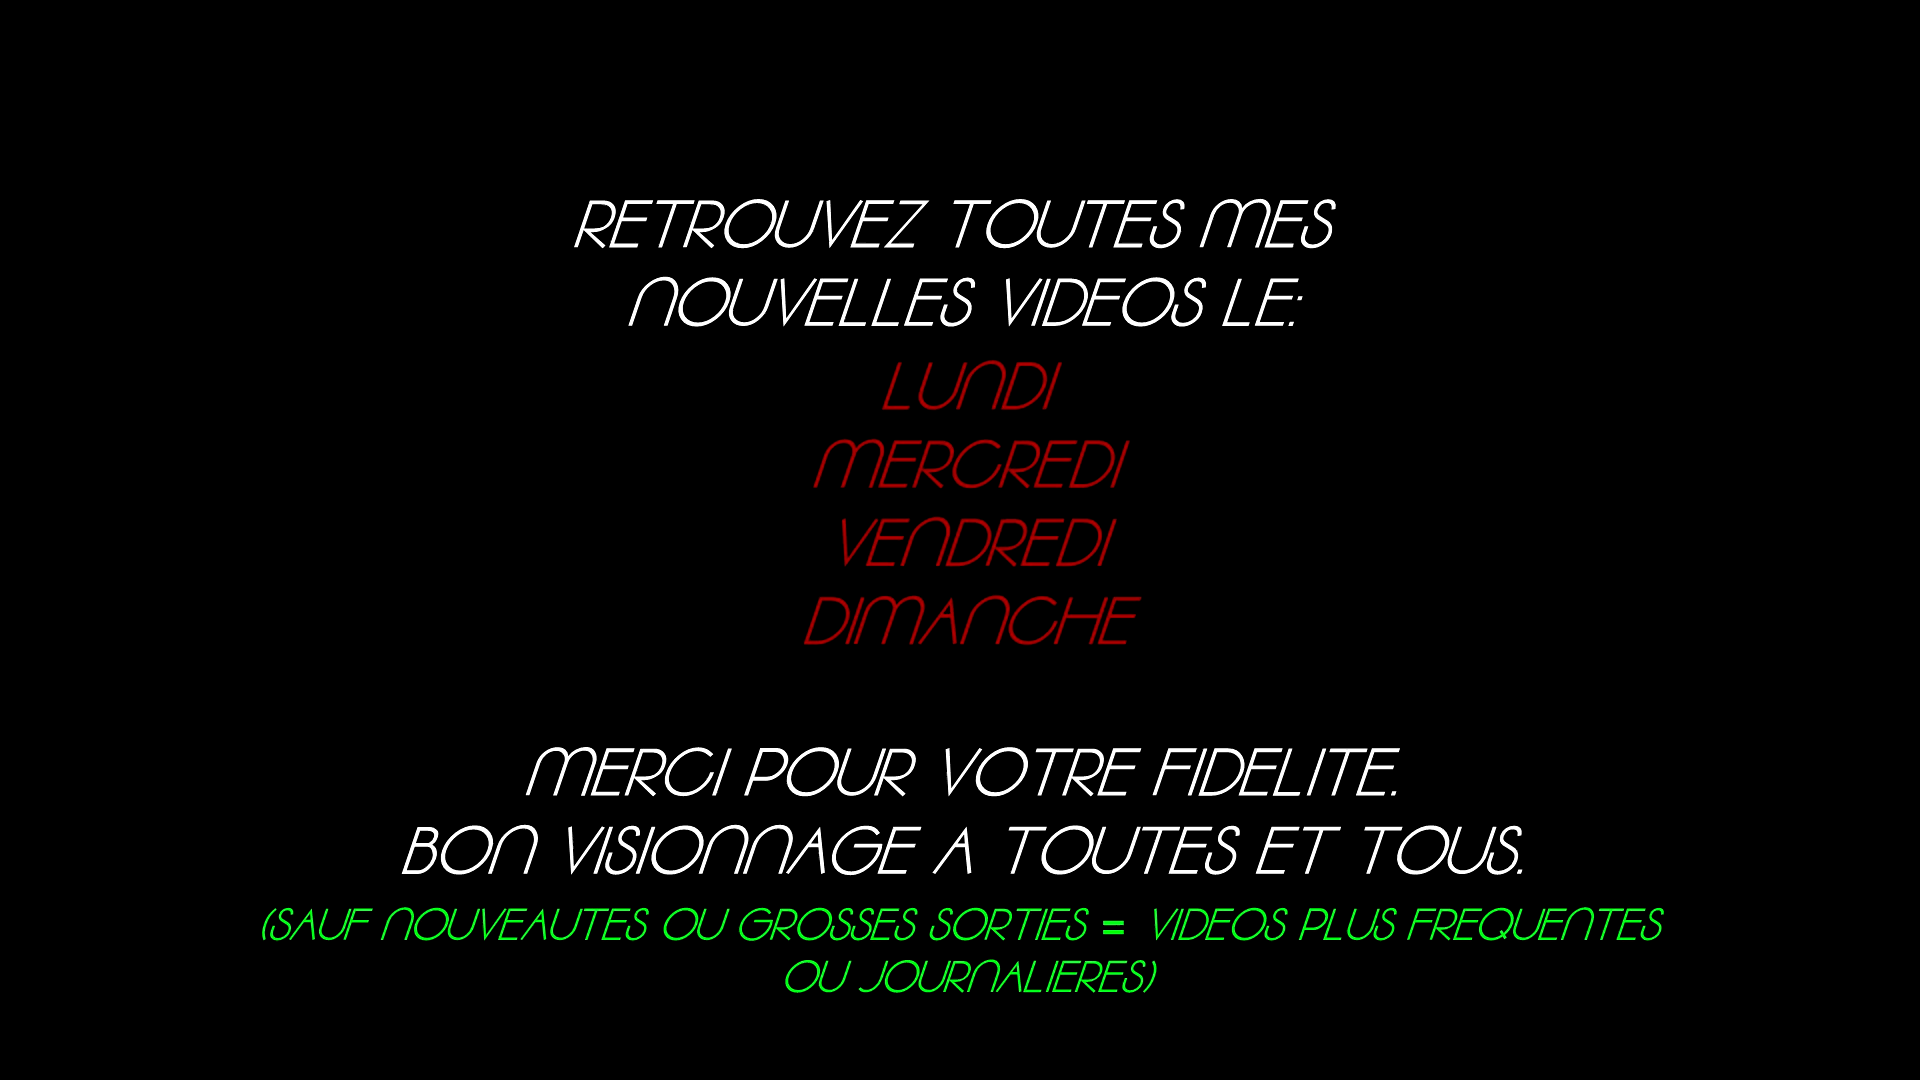 RETROUVEZ TOUTES MES
NOUVELLES VIDEOS LE:
LUNDI
MERCREDI
VENDREDI
DIMANCHE
MERCI POUR VOTRE FIDELITE.
BON VISIONNAGE A TOUTES ET TOUS.
(SAUF NOUVEAUTES OU GROSSES SORTIES = VIDEOS PLUS FREQUENTES
OU JOURNALIERES)